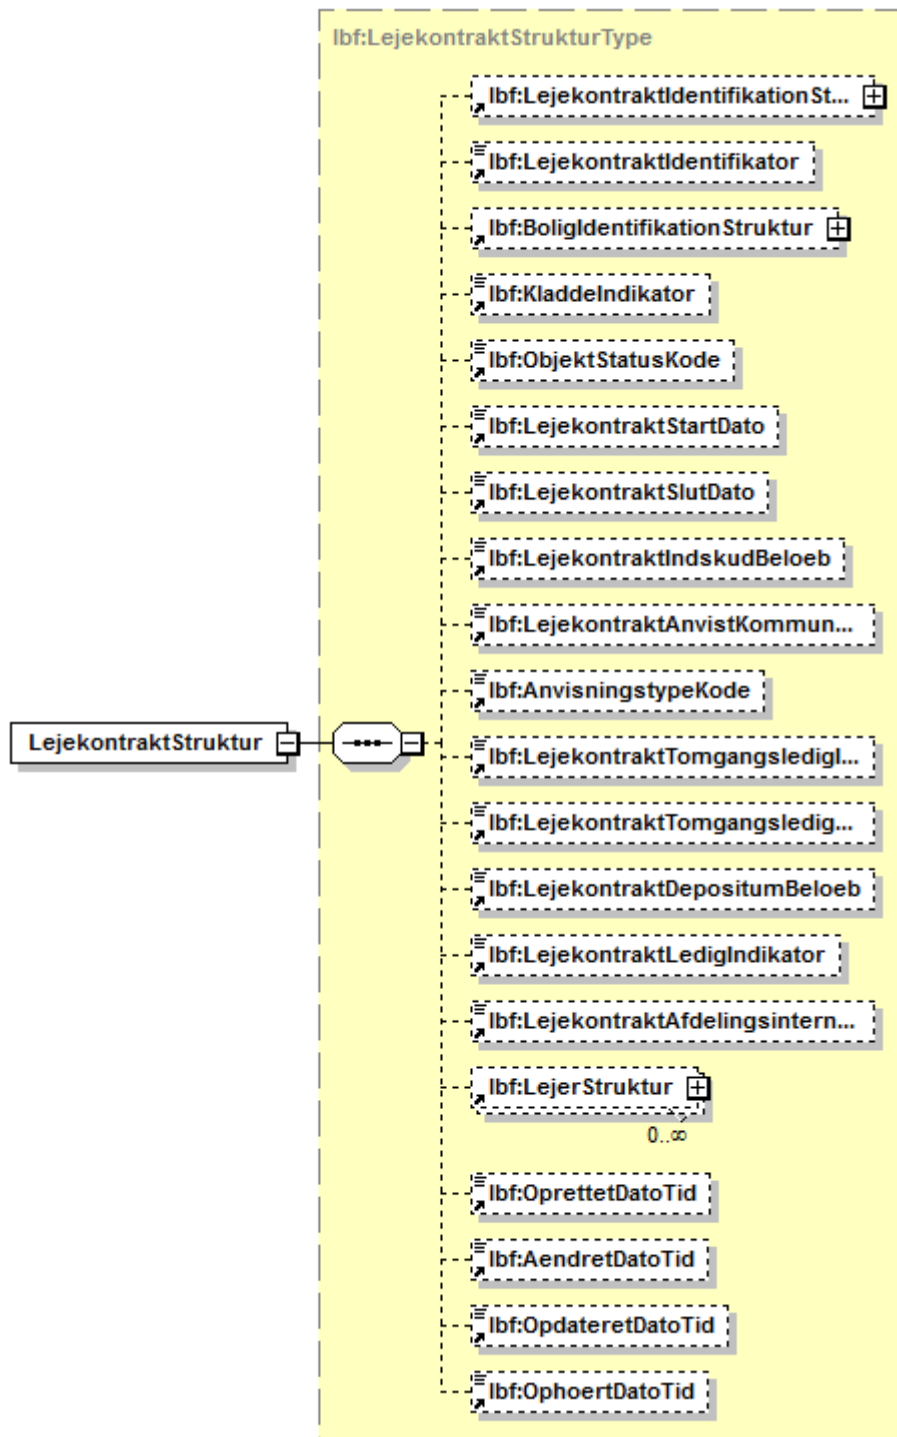 lbf:LejekontraktStrukturType
lbf:LejekontraktIdentifikationSt...
lbf:LejekontraktIdentifikator
lbf:BoligIdentifikationStruktur
lbf:KladdeIndikator
lbf:ObjektStatusKode
lbf:LejekontraktStartDato
lbf:LejekontraktSlutDato
lbf:LejekontraktIndskudBeloeb
lbf:LejekontraktAnvistKommun...
lbf:AnvisningstypeKode
LejekontraktStruktur
lbf:LejekontraktTomgangsledigl...
lbf:LejekontraktTomgangsledig...
lbf:LejekontraktDepositumBeloeb
lbf:LejekontraktLedigIndikator
lbf:LejekontraktAfdelingsintern...
lbf:LejerStruktur
0..∞
lbf:OprettetDatoTid
lbf:AendretDatoTid
lbf:OpdateretDatoTid
lbf:OphoertDatoTid